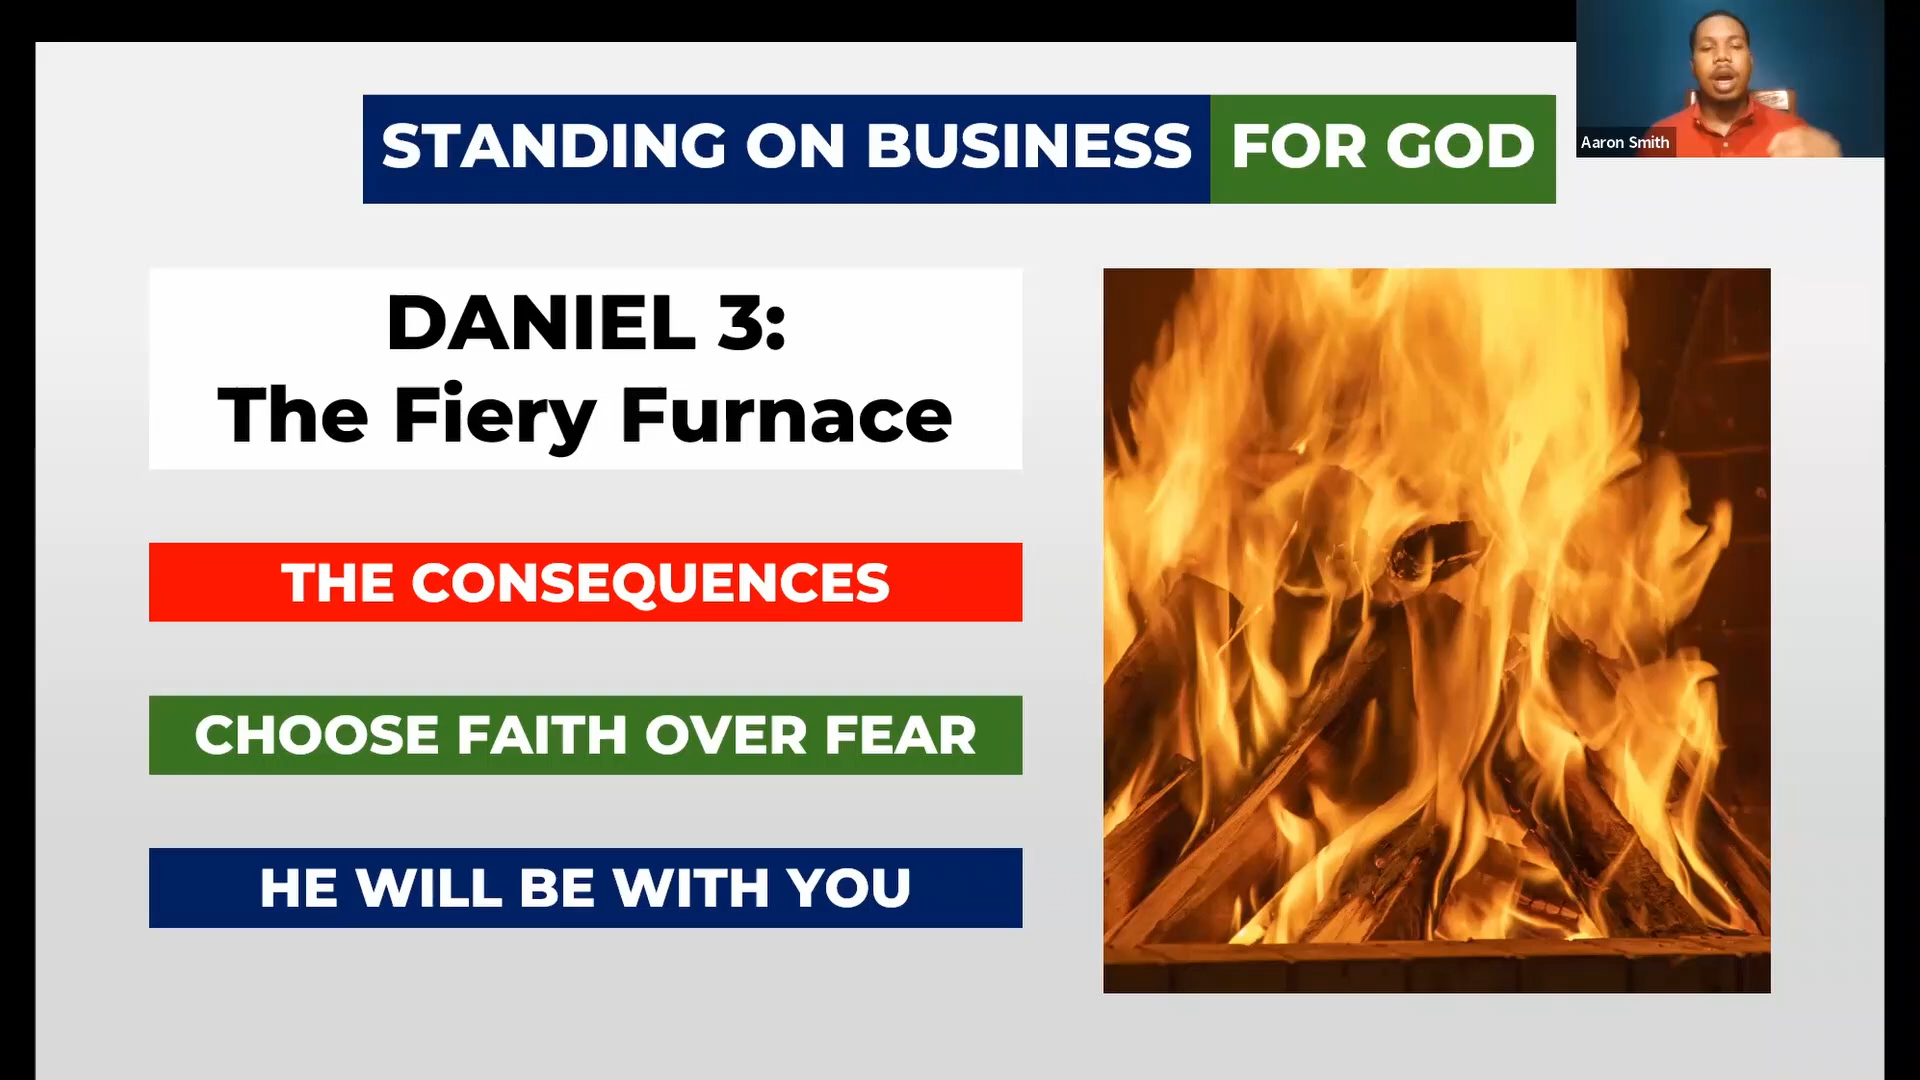 STANDING ON BUSINESS FOR GOD
Aaron Smith
DANIEL 3:
The Fiery Furnace
THE CONSEQUENCES
CHOOSE FAITH OVER FEAR
HE WILL BE WITH YOU